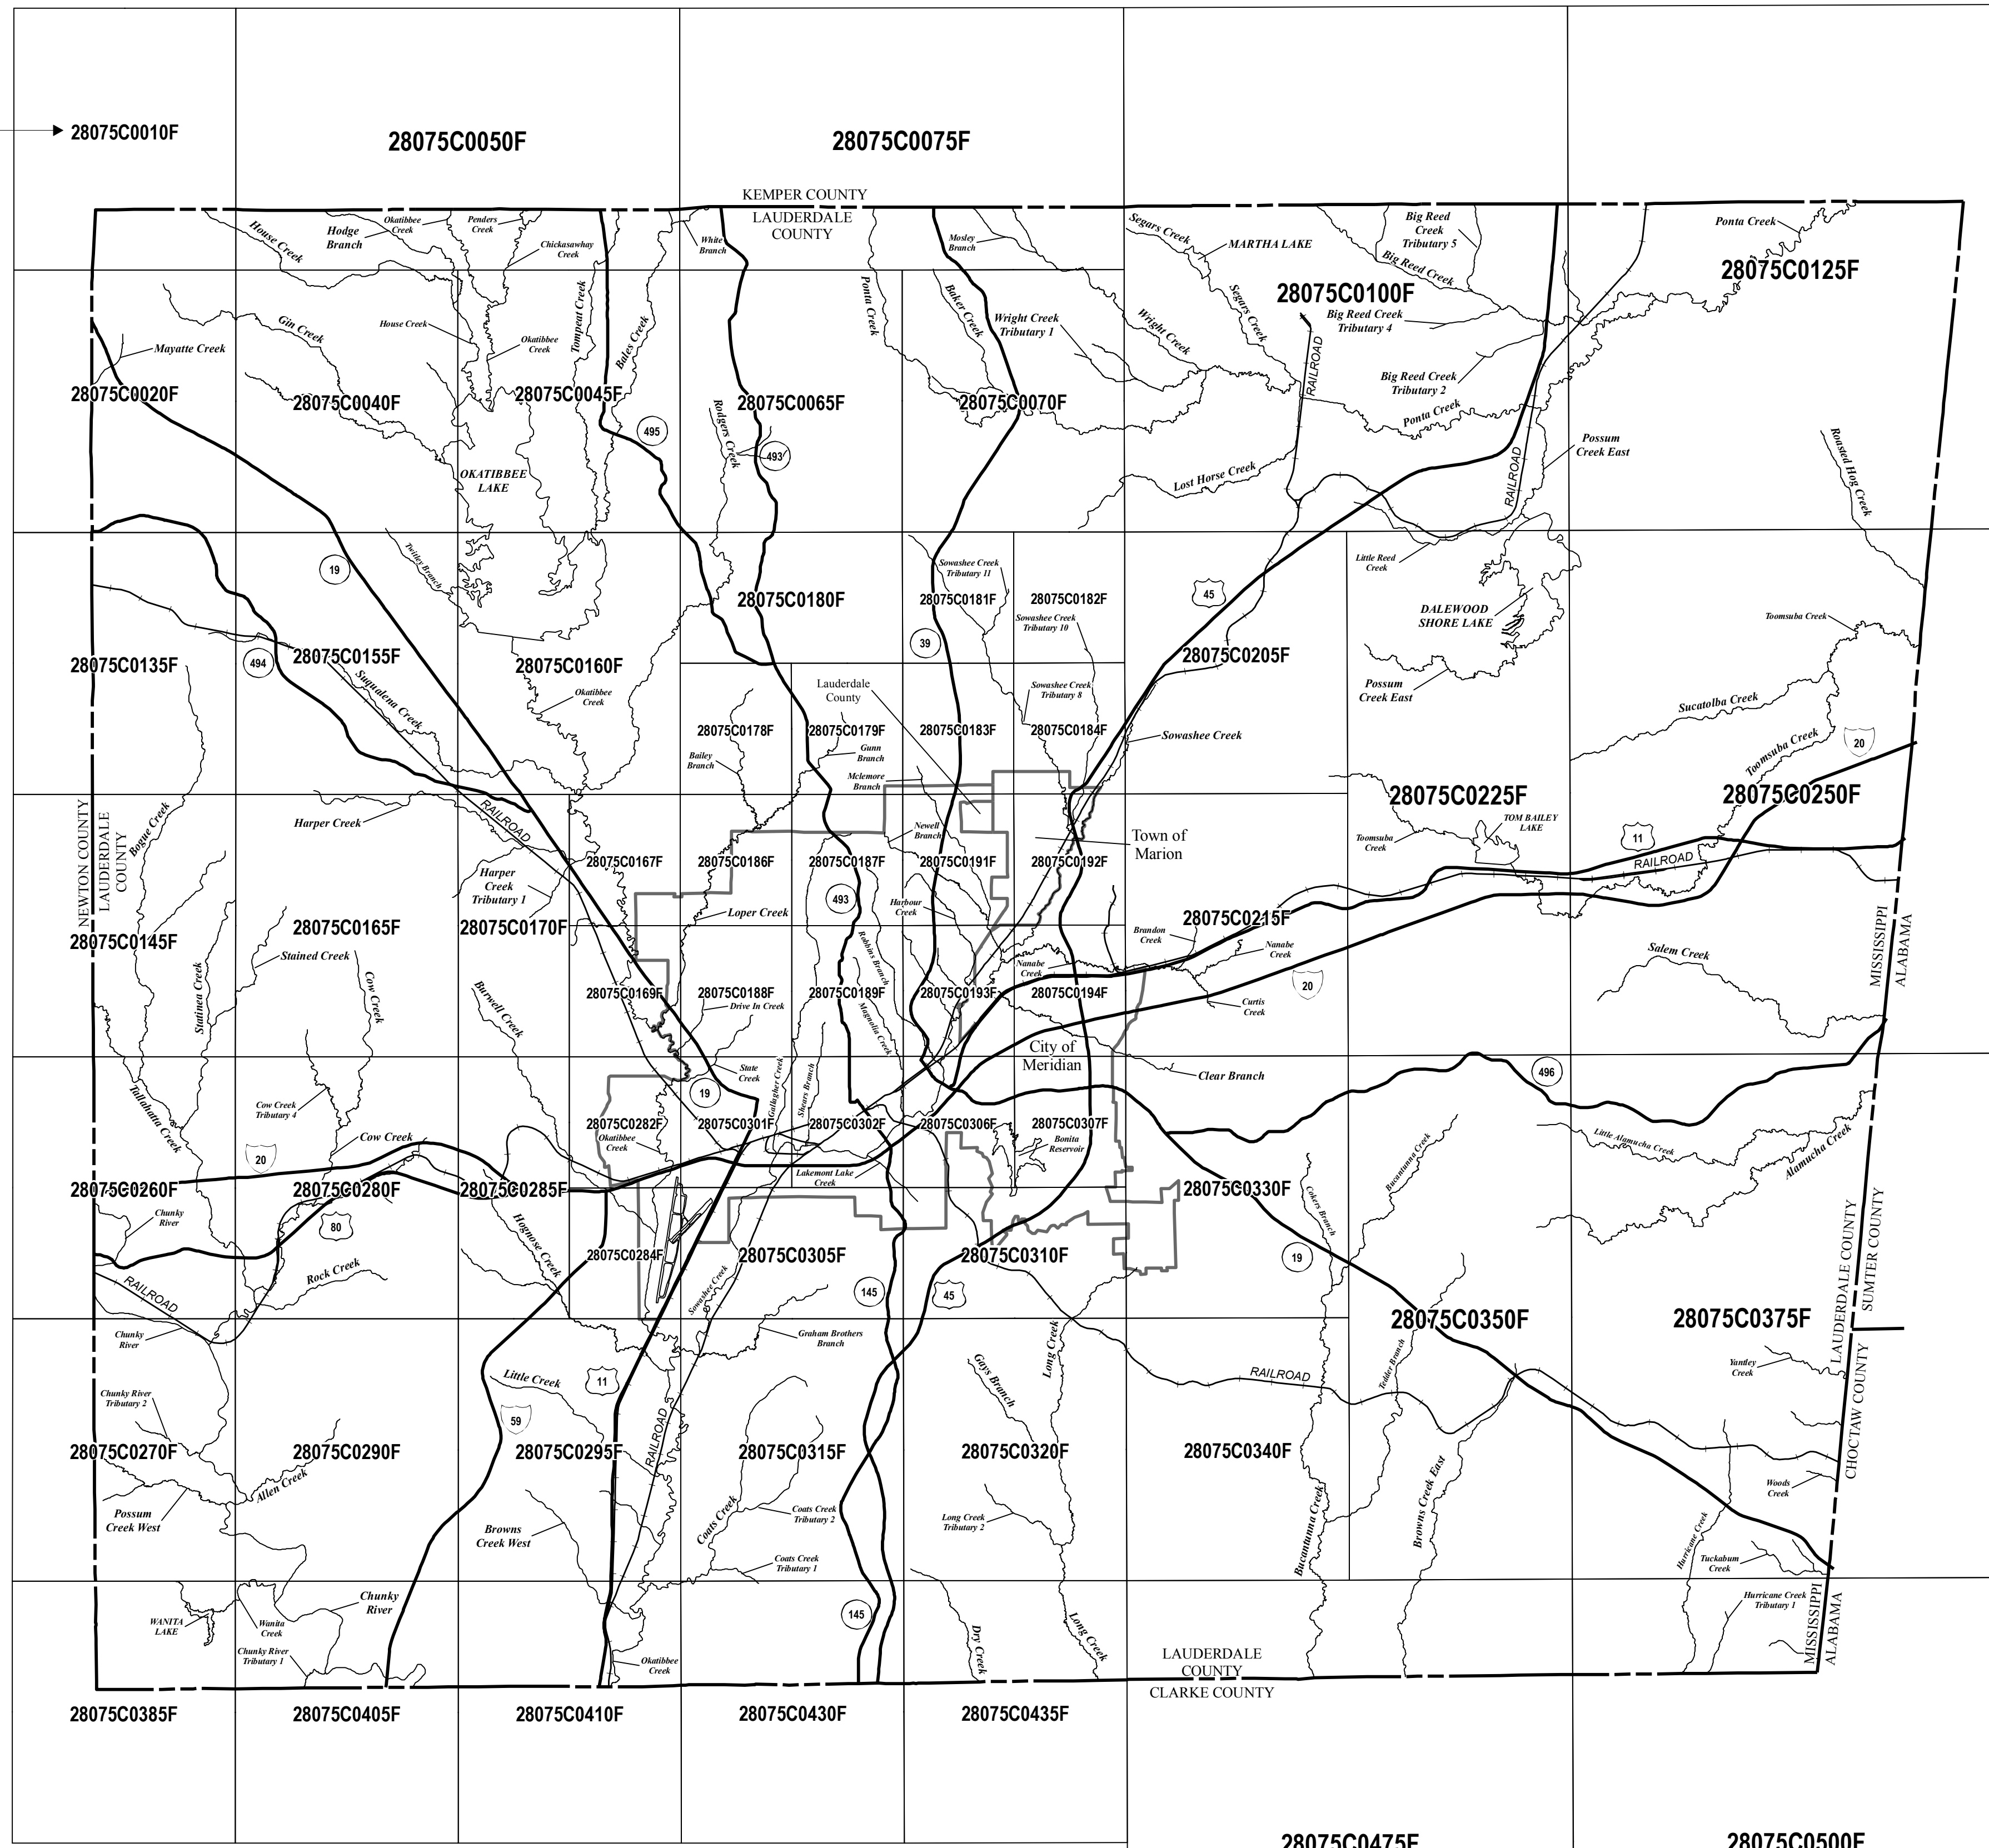 28075C0010F
28075C0050F
28075C0075F
KEMPER COUNTY
LAUDERDALE
COUNTY
House Creek
Hodge
Branch
Okatibbee
Creek
Penders
Creek
Chickasawhay
Creek
White
Branch
Mosley
Branch
Segars Creek
MARTHA LAKE
Big Reed
Creek
Tributary 5
Big Reed Creek
Ponta Creek
28075C0125F
28075C0100F
Big Reed Creek
Tributary 4
Segars Creek
Gin Creek
House Creek
Okatibbee
Creek
Tompeat Creek
Bales Creek
Ponta Creek
Baker Creek
Wright Creek
Tributary 1
Wright Creek
RAILROAD
Mayatte Creek
28075C0020F
28075C0040F
28075C0045F
28075C0065F
28075C0070F
Big Reed Creek
Tributary 2
Ponta Creek
Possum
Creek East
Roasted Hog Creek
495
493
Rodgers Creek
OKATIBBEE
LAKE
Lost Horse Creek
RAILROAD
19
Twitley Branch
Sowashee Creek
Tributary 11
Little Reed
Creek
45
28075C0180F
28075C0181F
28075C0182F
Sowashee Creek
Tributary 10
DALEWOOD
SHORE LAKE
Toomsuba Creek
39
28075C0135F
494
28075C0155F
28075C0160F
28075C0205F
Suqualena Creek
Okatibbee
Creek
Lauderdale
County
Sowashee Creek
Tributary 8
Possum
Creek East
Sucatolba Creek
28075C0178F
28075C0179F
28075C0183F
28075C0184F
Sowashee Creek
Bailey
Branch
Gunn
Branch
Mclemore
Branch
Toomsuba Creek
20
28075C0225F
28075C0250F
NEWTON COUNTY
LAUDERDALE
COUNTY
Bogue Creek
Harper Creek
RAILROAD
Newell
Branch
Town of
Marion
Toomsuba
Creek
TOM BAILEY
LAKE
11
RAILROAD
28075C0167F
28075C0186F
28075C0187F
28075C0191F
28075C0192F
Harper
Creek
Tributary 1
493
Harbour
Creek
Loper Creek
28075C0145F
28075C0165F
28075C0170F
28075C0215F
Brandon
Creek
Nanabe
Creek
Stained Creek
Statinea Creek
Cow Creek
Burwell Creek
Robbins Branch
Nanabe
Creek
Salem Creek
MISSISSIPPI
ALABAMA
28075C0169F
28075C0188F
28075C0189F
28075C0193F
28075C0194F
20
Drive In Creek
Magnolia Creek
Curtis
Creek
City of
Meridian
State
Creek
19
Gallagher Creek
Shears Branch
Clear Branch
496
Tallahatta Creek
Cow Creek
Tributary 4
28075C0282F
28075C0301F
28075C0302F
28075C0306F
28075C0307F
Cow Creek
Okatibbee
Creek
Bonita
Reservoir
Little Alamucha Creek
Alamucha Creek
20
Lakemont Lake
Creek
28075C0260F
28075C0280F
28075C0285F
28075C0330F
Cokers Branch
Bucantunna Creek
Chunky
River
80
Hognose Creek
28075C0284F
28075C0305F
28075C0310F
19
LAUDERDALE COUNTY
SUMTER COUNTY
Rock Creek
RAILROAD
Sowashee Creek
145
45
28075C0350F
28075C0375F
Chunky
River
Graham Brothers
Branch
Little Creek
11
Gays Branch
Long Creek
RAILROAD
Tedder Branch
Yantley
Creek
Chunky River
Tributary 2
59
RAILROAD
CHOCTAW COUNTY
28075C0270F
28075C0290F
28075C0295F
28075C0315F
28075C0320F
28075C0340F
Allen Creek
Possum
Creek West
Browns
Creek West
Coats Creek
Coats Creek
Tributary 2
Long Creek
Tributary 2
Bucantunna Creek
Browns Creek East
Woods
Creek
Hurricane Creek
Tuckabum
Creek
Coats Creek
Tributary 1
Chunky
River
WANITA
LAKE
Wanita
Creek
145
Hurricane Creek
Tributary 1
Chunky River
Tributary 1
Okatibbee
Creek
Dry Creek
Long Creek
LAUDERDALE
COUNTY
CLARKE COUNTY
MISSISSIPPI
ALABAMA
28075C0385F
28075C0405F
28075C0410F
28075C0430F
28075C0435F
28075C0475F
28075C0500F